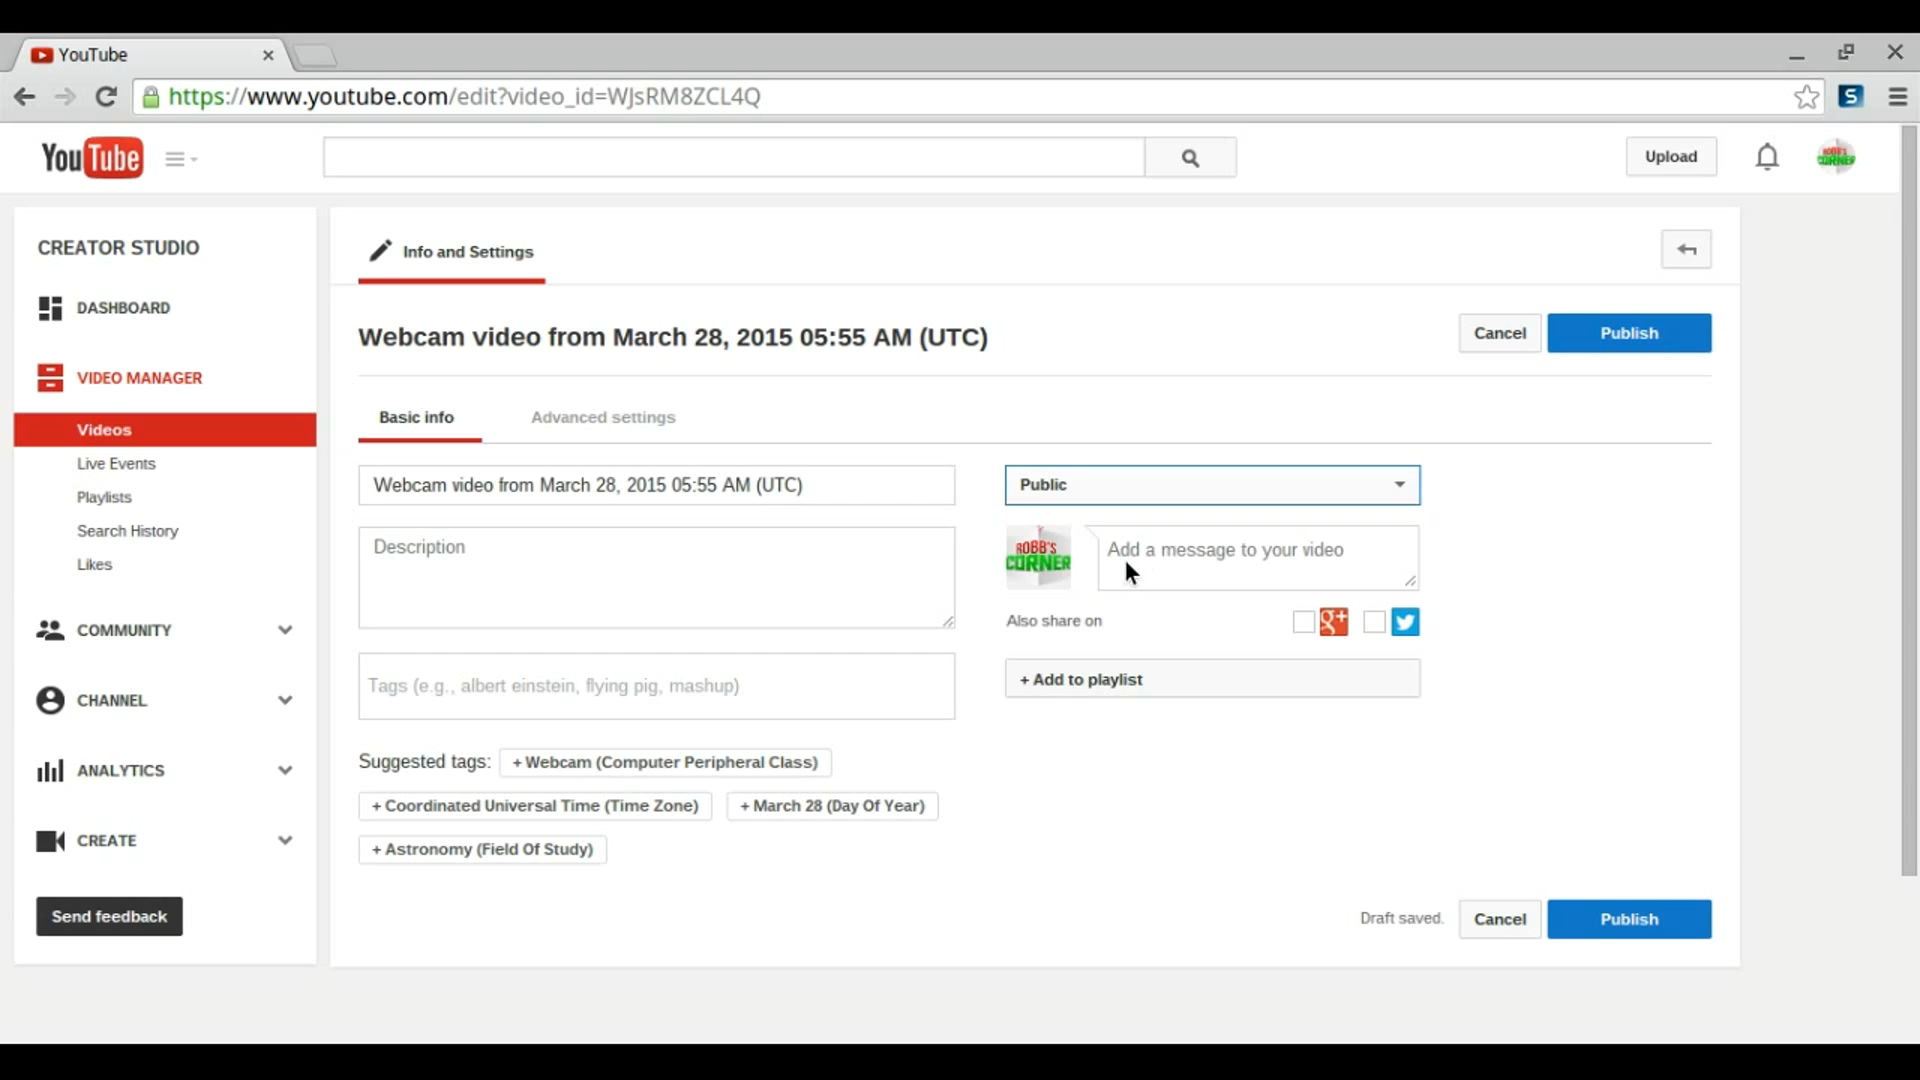 YouTube
https://www.youtube.com/edit?video_id=WJsRM8ZCL4Q
S
YouTube
Upload
ROBB'S
CORNER
CREATOR STUDIO
DASHBOARD
VIDEO MANAGER
Videos
Live Events
Playlists
Search History
Likes
COMMUNITY
CHANNEL
ANALYTICS
CREATE
Send feedback
Info and Settings
Webcam video from March 28, 2015 05:55 AM (UTC)
Cancel
Publish
Basic info
Advanced settings
Webcam video from March 28, 2015 05:55 AM (UTC)
Description
Tags (e.g., albert einstein, flying pig, mashup)
Suggested tags:
+ Webcam (Computer Peripheral Class)
+ Coordinated Universal Time (Time Zone)
+ March 28 (Day Of Year)
+ Astronomy (Field Of Study)
Public
ROBB'S
CORNER
Add a message to your video
Also share on
g+
+ Add to playlist
Draft saved.
Cancel
Publish